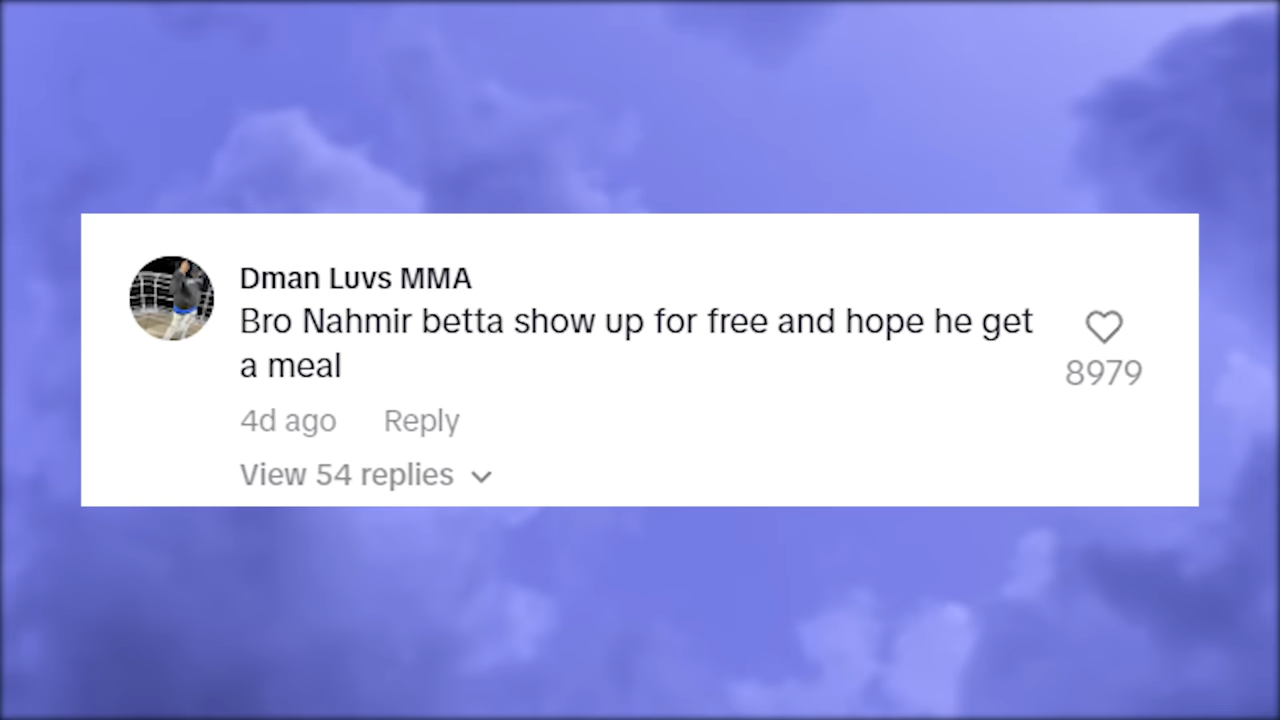 Dman Luvs MMA
Bro Nahmir betta show up for free and hope he get
a meal
8979
4d ago Reply
View 54 replies